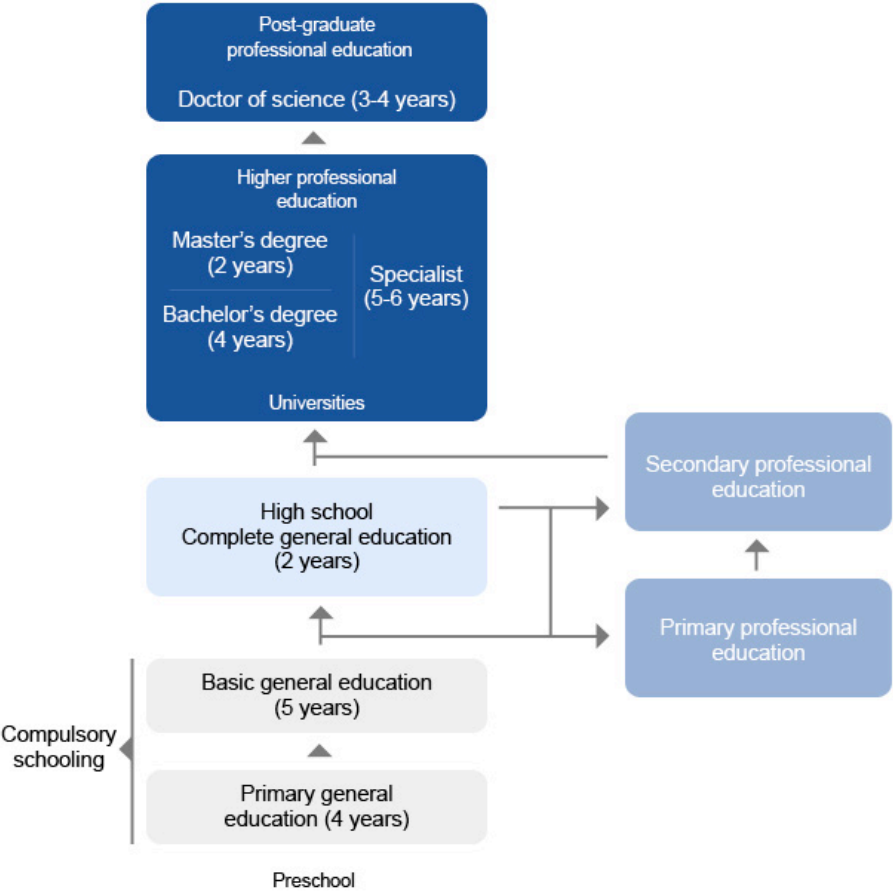 Post-graduate
professional education
Doctor of science (3-4 years)
Higher professional
education
Master’s degree
(2 years)
Bachelor’s degree
(4 years)
Specialist
(5-6 years)
Universities
Secondary professional
education
High school
Complete general education
(2 years)
Primary professional
education
Basic general education
(5 years)
Compulsory
schooling
Primary general
education (4 years)
Preschool